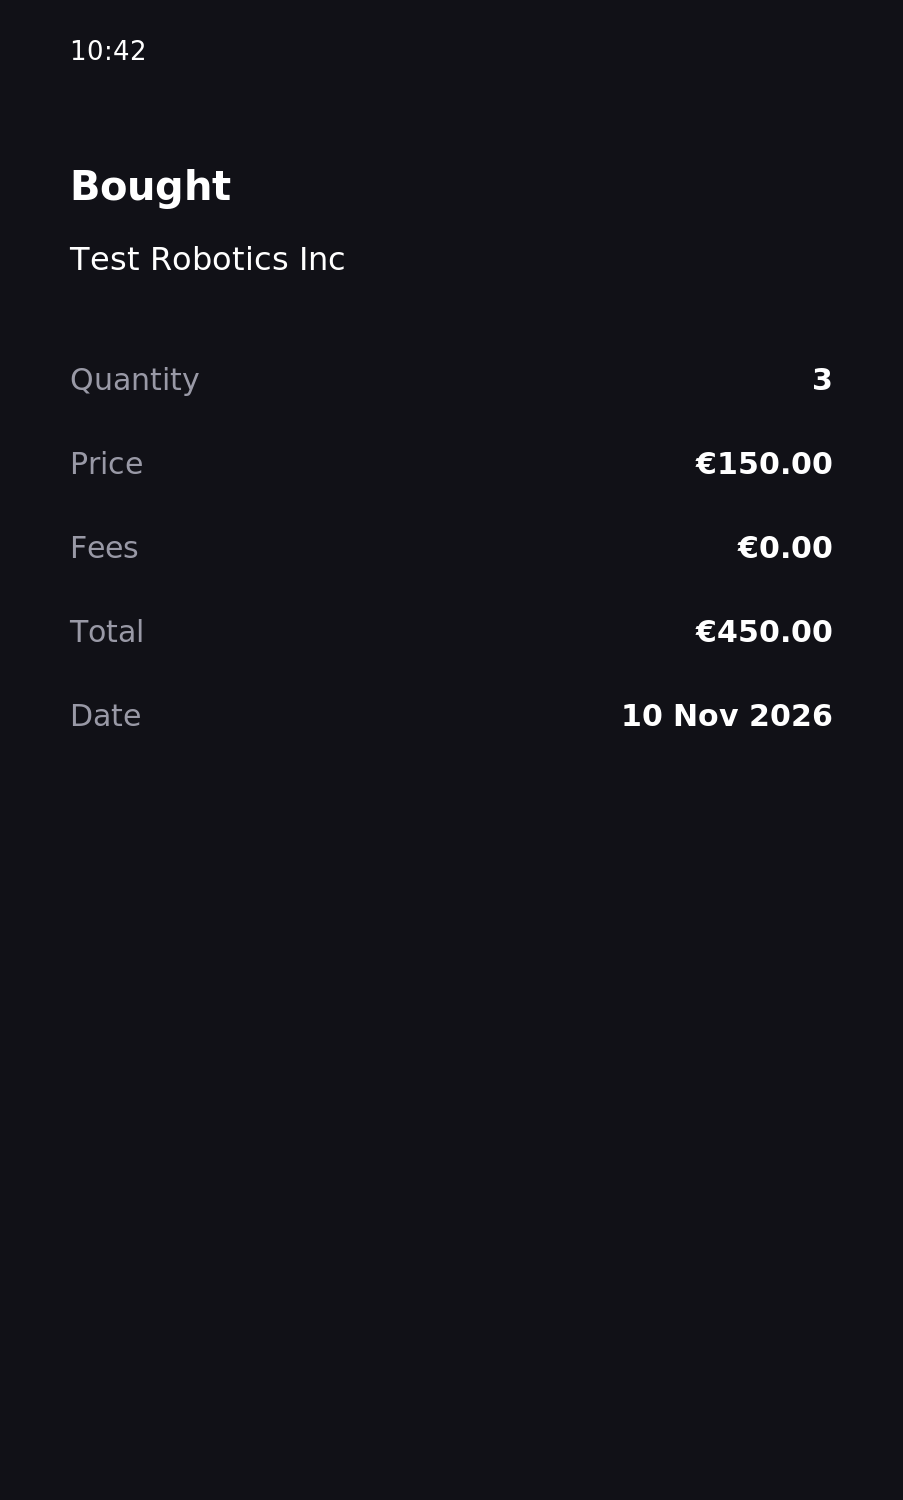 10:42
Bought
Test Robotics Inc
Quantity 3
Price €150.00
Fees €0.00
Total €450.00
Date 10 Nov 2026